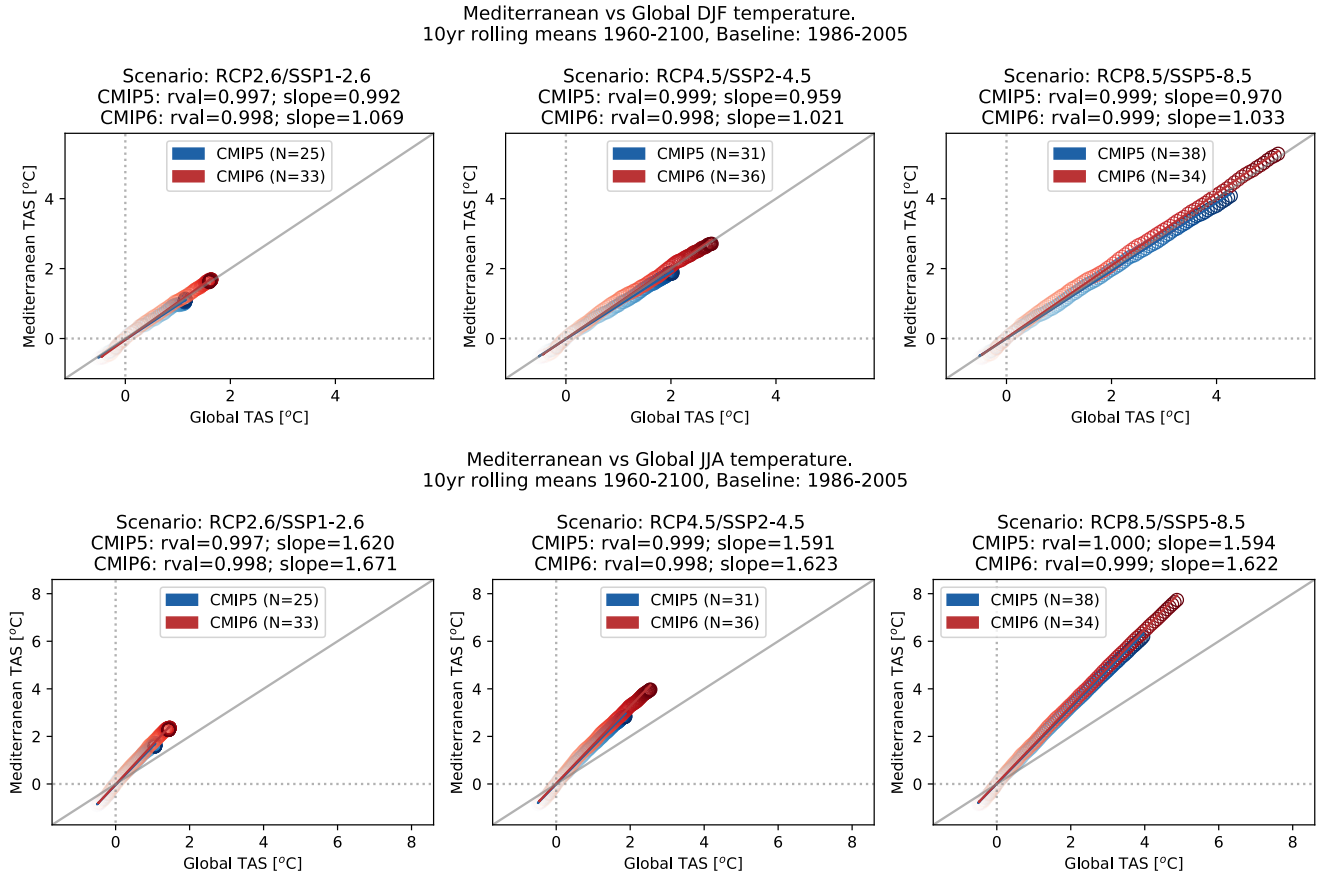 Mediterranean vs Global DJF temperature.
10yr rolling means 1960-2100, Baseline: 1986-2005
Scenario: RCP2.6/SSP1-2.6
CMIP5: rval=0.997; slope=0.992
CMIP6: rval=0.998; slope=1.069
CMIP5 (N=25)
CMIP6 (N=33)
Mediterranean TAS [°C]
4
2
0
0
2
4
Global TAS [°C]
Scenario: RCP4.5/SSP2-4.5
CMIP5: rval=0.999; slope=0.959
CMIP6: rval=0.998; slope=1.021
CMIP5 (N=31)
CMIP6 (N=36)
Mediterranean TAS [°C]
4
2
0
0
2
4
Global TAS [°C]
Scenario: RCP8.5/SSP5-8.5
CMIP5: rval=0.999; slope=0.970
CMIP6: rval=0.999; slope=1.033
CMIP5 (N=38)
CMIP6 (N=34)
Mediterranean TAS [°C]
4
2
0
0
2
4
Global TAS [°C]
Mediterranean vs Global JJA temperature.
10yr rolling means 1960-2100, Baseline: 1986-2005
Scenario: RCP2.6/SSP1-2.6
CMIP5: rval=0.997; slope=1.620
CMIP6: rval=0.998; slope=1.671
CMIP5 (N=25)
CMIP6 (N=33)
Mediterranean TAS [°C]
8
6
4
2
0
0
2
4
6
8
Global TAS [°C]
Scenario: RCP4.5/SSP2-4.5
CMIP5: rval=0.999; slope=1.591
CMIP6: rval=0.998; slope=1.623
CMIP5 (N=31)
CMIP6 (N=36)
Mediterranean TAS [°C]
8
6
4
2
0
0
2
4
6
8
Global TAS [°C]
Scenario: RCP8.5/SSP5-8.5
CMIP5: rval=1.000; slope=1.594
CMIP6: rval=0.999; slope=1.622
CMIP5 (N=38)
CMIP6 (N=34)
Mediterranean TAS [°C]
8
6
4
2
0
0
2
4
6
8
Global TAS [°C]